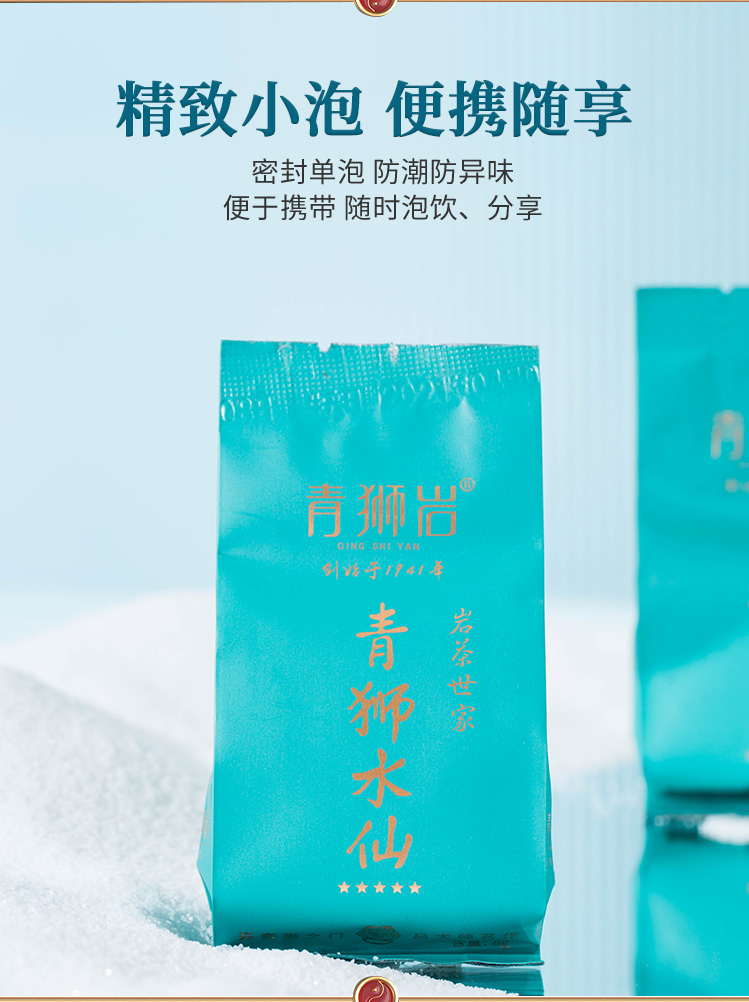 精致小泡 便携随享
密封单泡 防潮防异味
便于携带 随时泡饮、分享
青狮岩®
QING SHI YAN
创始于1941年
岩茶世家
青狮水仙
青